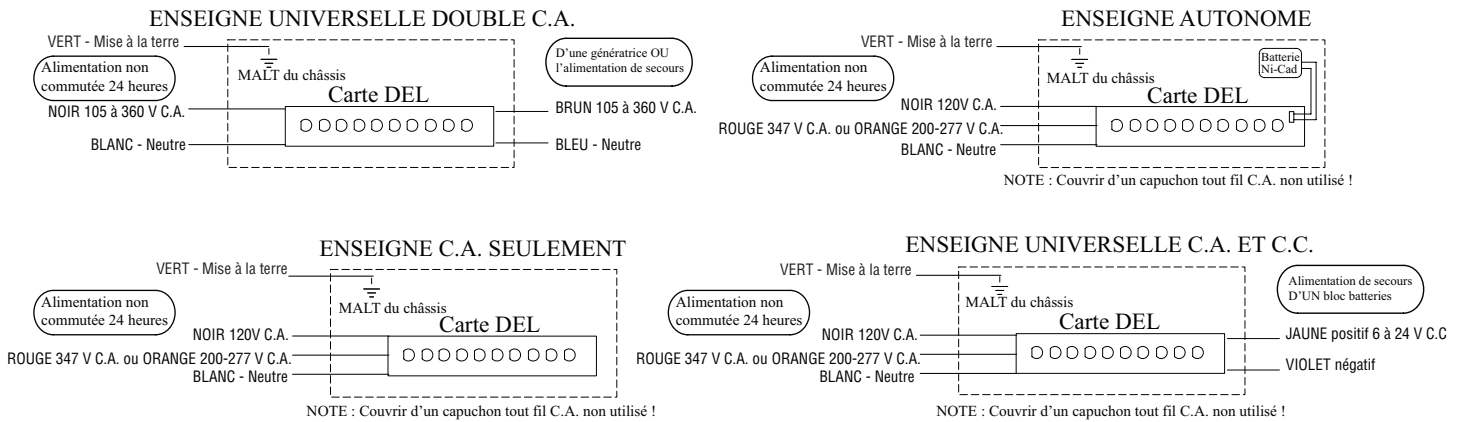 ENSEIGNE UNIVERSELLE DOUBLE C.A.
VERT - Mise à la terre
Alimentation non
commutée 24 heures
MALT du châssis
D'une génératrice OU
l'alimentation de secours
Carte DEL
NOIR 105 à 360 V C.A.
BRUN 105 à 360 V C.A.
BLANC - Neutre
BLEU - Neutre
ENSEIGNE AUTONOME
VERT - Mise à la terre
Alimentation non
commutée 24 heures
MALT du châssis
Batterie
Ni-Cad
Carte DEL
NOIR 120V C.A.
ROUGE 347 V C.A. ou ORANGE 200-277 V C.A.
BLANC - Neutre
NOTE : Couvrir d'un capuchon tout fil C.A. non utilisé !
ENSEIGNE C.A. SEULEMENT
VERT - Mise à la terre
Alimentation non
commutée 24 heures
MALT du châssis
Carte DEL
NOIR 120V C.A.
ROUGE 347 V C.A. ou ORANGE 200-277 V C.A.
BLANC - Neutre
NOTE : Couvrir d'un capuchon tout fil C.A. non utilisé !
ENSEIGNE UNIVERSELLE C.A. ET C.C.
VERT - Mise à la terre
Alimentation non
commutée 24 heures
MALT du châssis
Alimentation de secours
D'UN bloc batteries
Carte DEL
NOIR 120V C.A.
JAUNE positif 6 à 24 V C.C
ROUGE 347 V C.A. ou ORANGE 200-277 V C.A.
VIOLET négatif
BLANC - Neutre
NOTE : Couvrir d'un capuchon tout fil C.A. non utilisé !